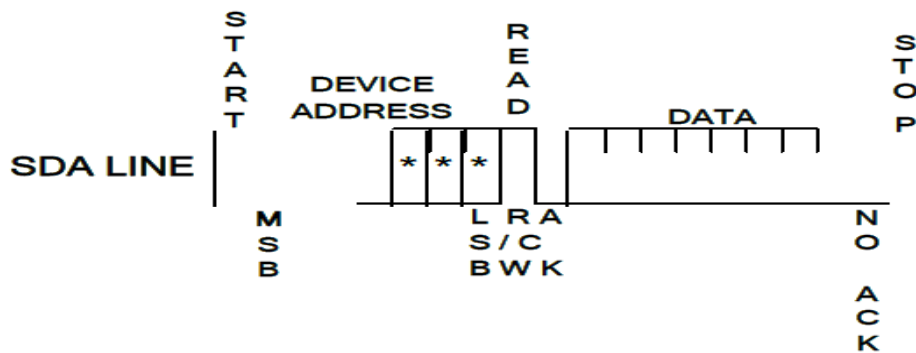 START
READ
STOP
DEVICE
ADDRESS
DATA
SDA LINE
* * *
MSB
LSB
R/W
ACK
NO ACK